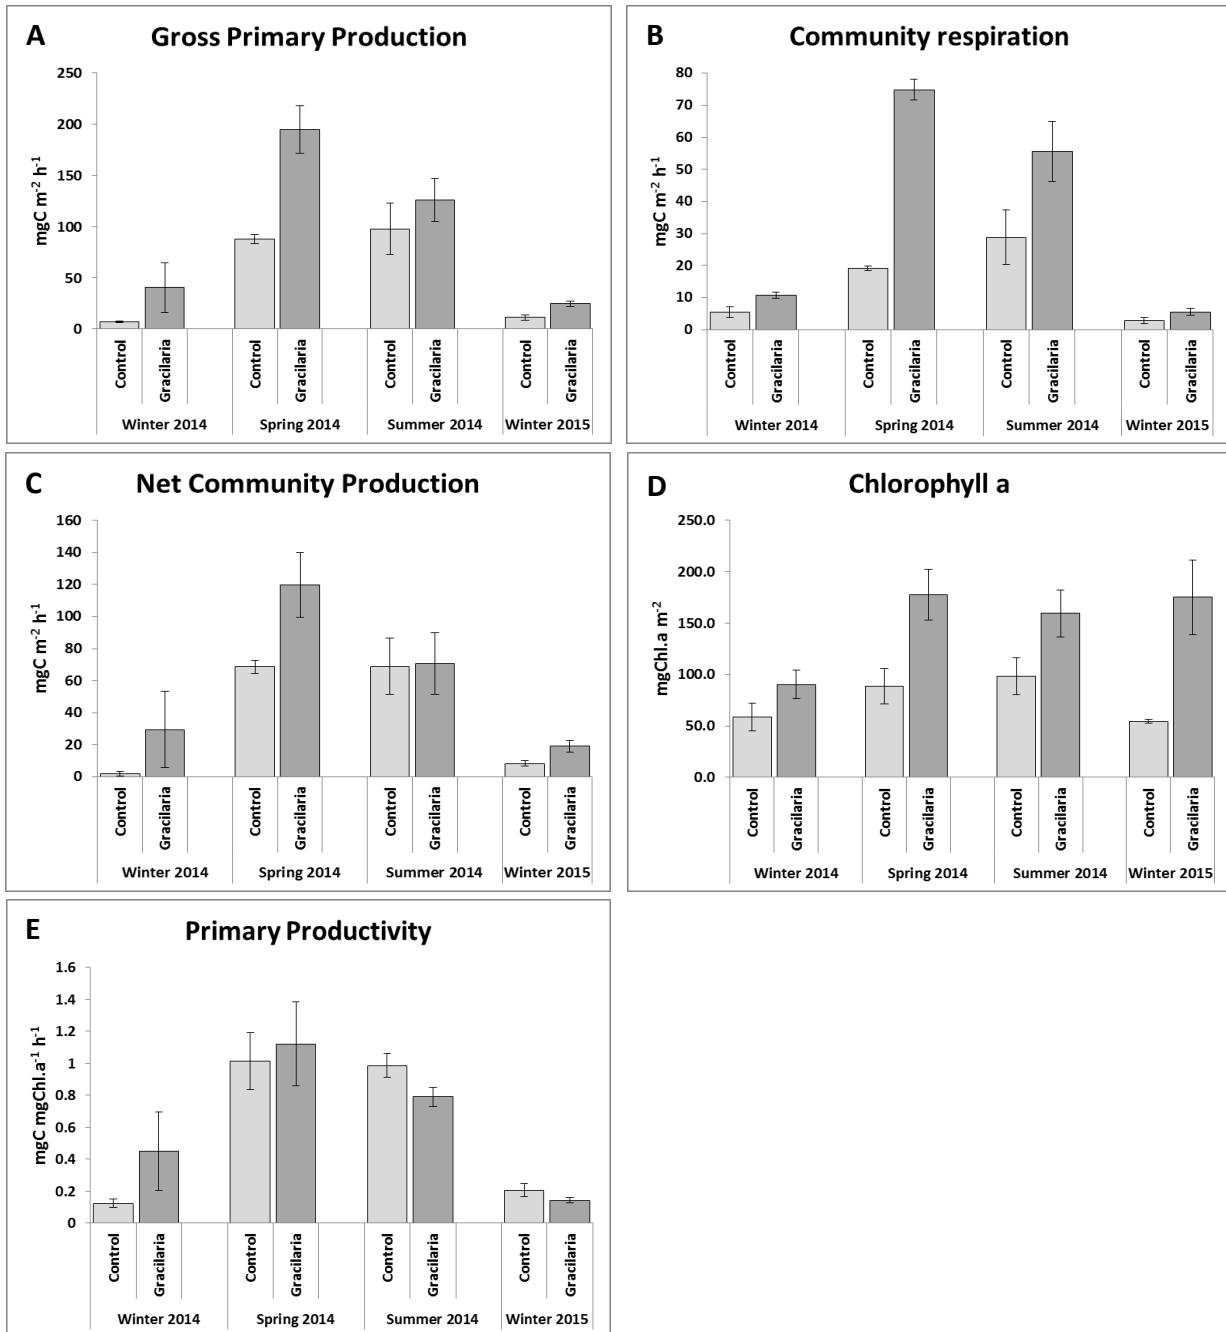 A
Gross Primary Production
mgC m⁻² h⁻¹
250
200
150
100
50
0
Control
Gracilaria
Control
Gracilaria
Control
Gracilaria
Control
Gracilaria
Winter 2014
Spring 2014
Summer 2014
Winter 2015
B
Community respiration
mgC m⁻² h⁻¹
80
70
60
50
40
30
20
10
0
Control
Gracilaria
Control
Gracilaria
Control
Gracilaria
Control
Gracilaria
Winter 2014
Spring 2014
Summer 2014
Winter 2015
C
Net Community Production
mgC m⁻² h⁻¹
160
140
120
100
80
60
40
20
0
Control
Gracilaria
Control
Gracilaria
Control
Gracilaria
Control
Gracilaria
Winter 2014
Spring 2014
Summer 2014
Winter 2015
D
Chlorophyll a
mgChl.a m⁻²
250.0
200.0
150.0
100.0
50.0
0.0
Control
Gracilaria
Control
Gracilaria
Control
Gracilaria
Control
Gracilaria
Winter 2014
Spring 2014
Summer 2014
Winter 2015
E
Primary Productivity
mgC mgChl.a⁻¹ h⁻¹
1.6
1.4
1.2
1
0.8
0.6
0.4
0.2
0
Control
Gracilaria
Control
Gracilaria
Control
Gracilaria
Control
Gracilaria
Winter 2014
Spring 2014
Summer 2014
Winter 2015